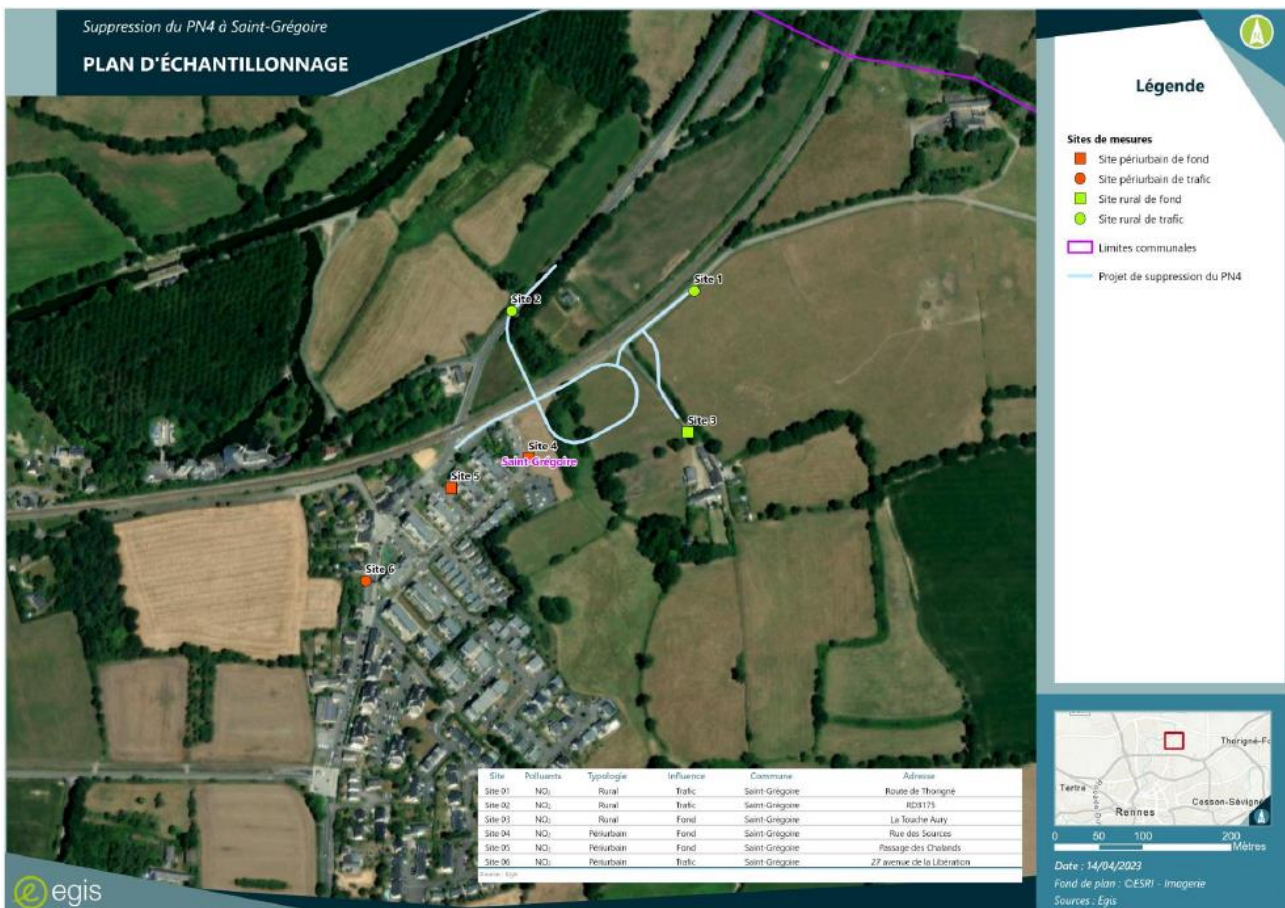 Suppression du PN4 à Saint-Grégoire
PLAN D'ÉCHANTILLONNAGE
N
Légende
Sites de mesures
Site périurbain de fond
Site périurbain de trafic
Site rural de fond
Site rural de trafic
Limites communales
Projet de suppression du PN4
Site 1
Site 2
Site 3
Site 4
Saint-Grégoire
Site 5
Site 6
Site Polluants Typologie Influence Commune Adresse
Site 01 NO₂ Rural Trafic Saint-Grégoire Route de Thorigné
Site 02 NO₂ Rural Trafic Saint-Grégoire RD3175
Site 03 NO₂ Rural Fond Saint-Grégoire La Touche Aury
Site 04 NO₂ Périurbain Fond Saint-Grégoire Rue des Sources
Site 05 NO₂ Périurbain Fond Saint-Grégoire Passage des Chalands
Site 06 NO₂ Périurbain Trafic Saint-Grégoire 27 avenue de la Libération
Source : Egis
Thorigné-Fo
Tertre
Cesson-Sévigné
Rennes
0 50 100 200
Mètres
Date : 14/04/2023
Fond de plan : ©ESRI - Imagerie
Sources : Egis
egis